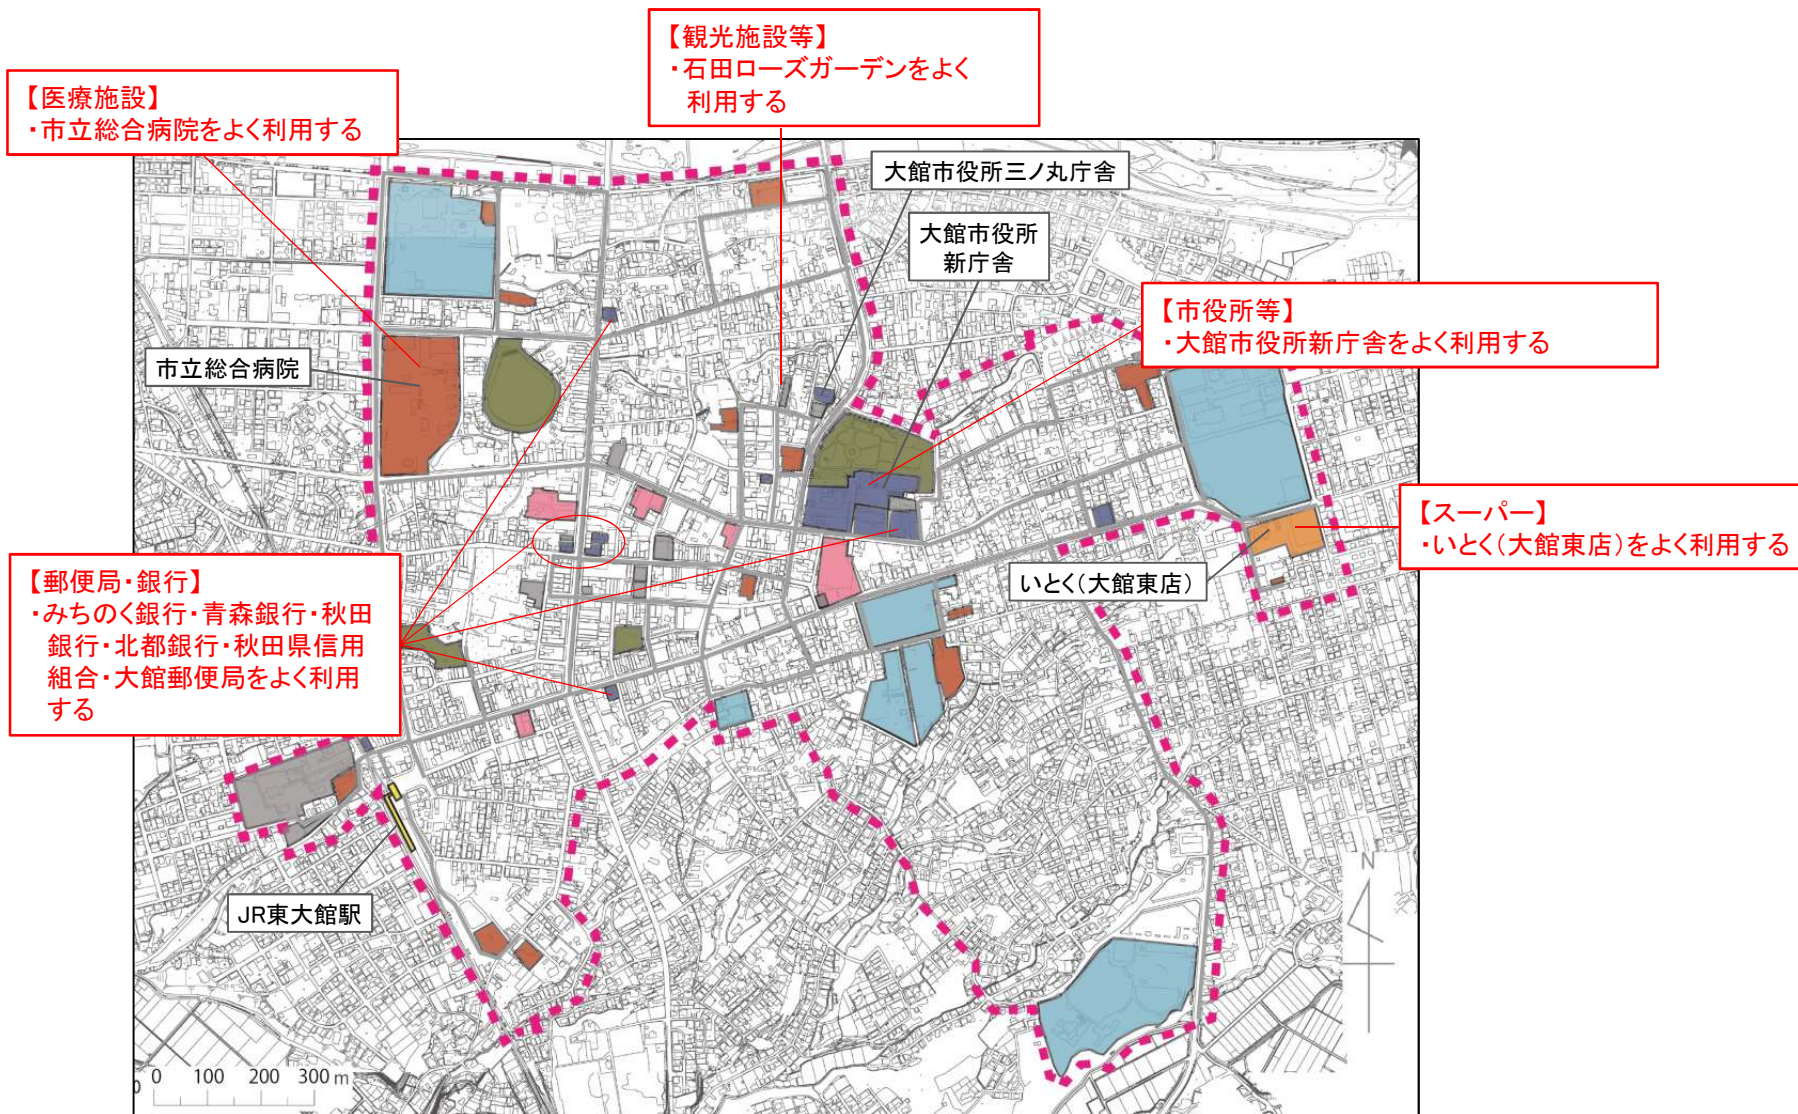 【観光施設等】
・石田ローズガーデンをよく
利用する
【医療施設】
・市立総合病院をよく利用する
大館市役所三ノ丸庁舎
大館市役所
新庁舎
【市役所等】
・大館市役所新庁舎をよく利用する
市立総合病院
【スーパー】
・いとく(大館東店)をよく利用する
いとく(大館東店)
【郵便局・銀行】
・みちのく銀行・青森銀行・秋田
銀行・北都銀行・秋田県信用
組合・大館郵便局をよく利用
する
JR東大館駅
N
0 100 200 300 m
0